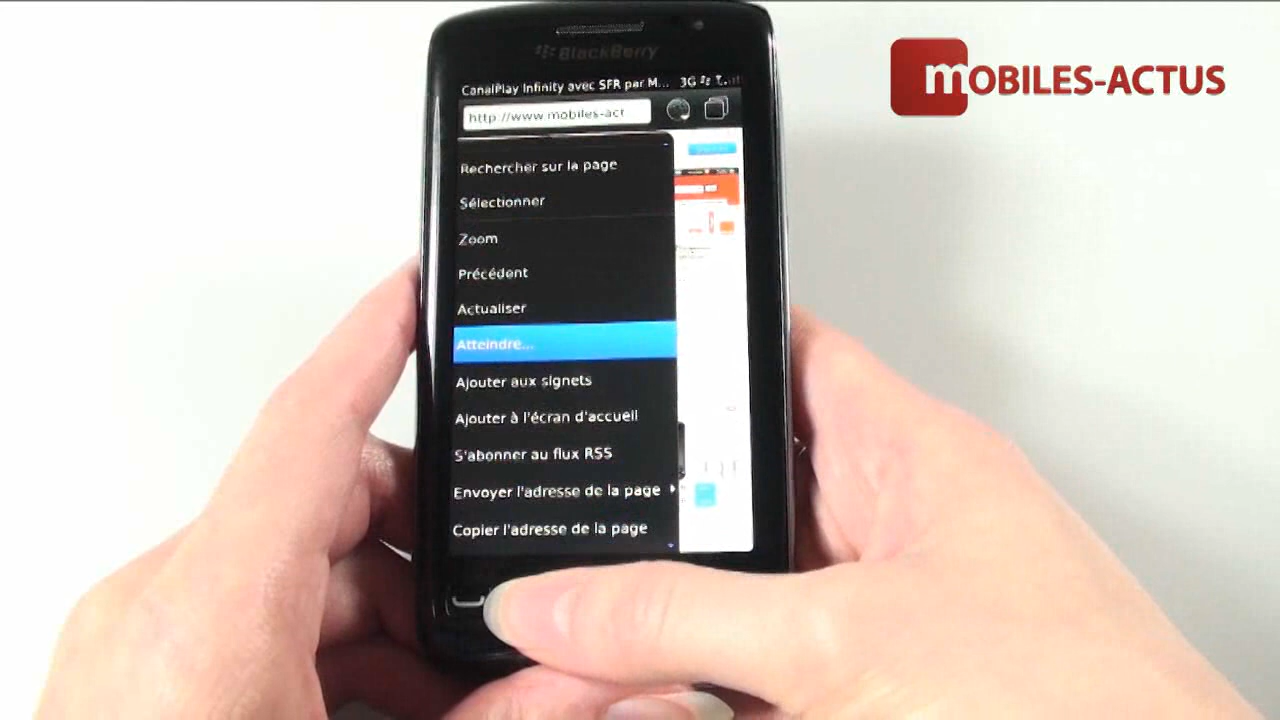 mOBILES-ACTUS
BlackBerry
CanalPlay Infinity avec SFR par M... 3G
http://www.mobiles-act
Rechercher sur la page
Sélectionner
Zoom
Précédent
Actualiser
Atteindre...
Ajouter aux signets
Ajouter à l'écran d'accueil
S'abonner au flux RSS
Envoyer l'adresse de la page
Copier l'adresse de la page